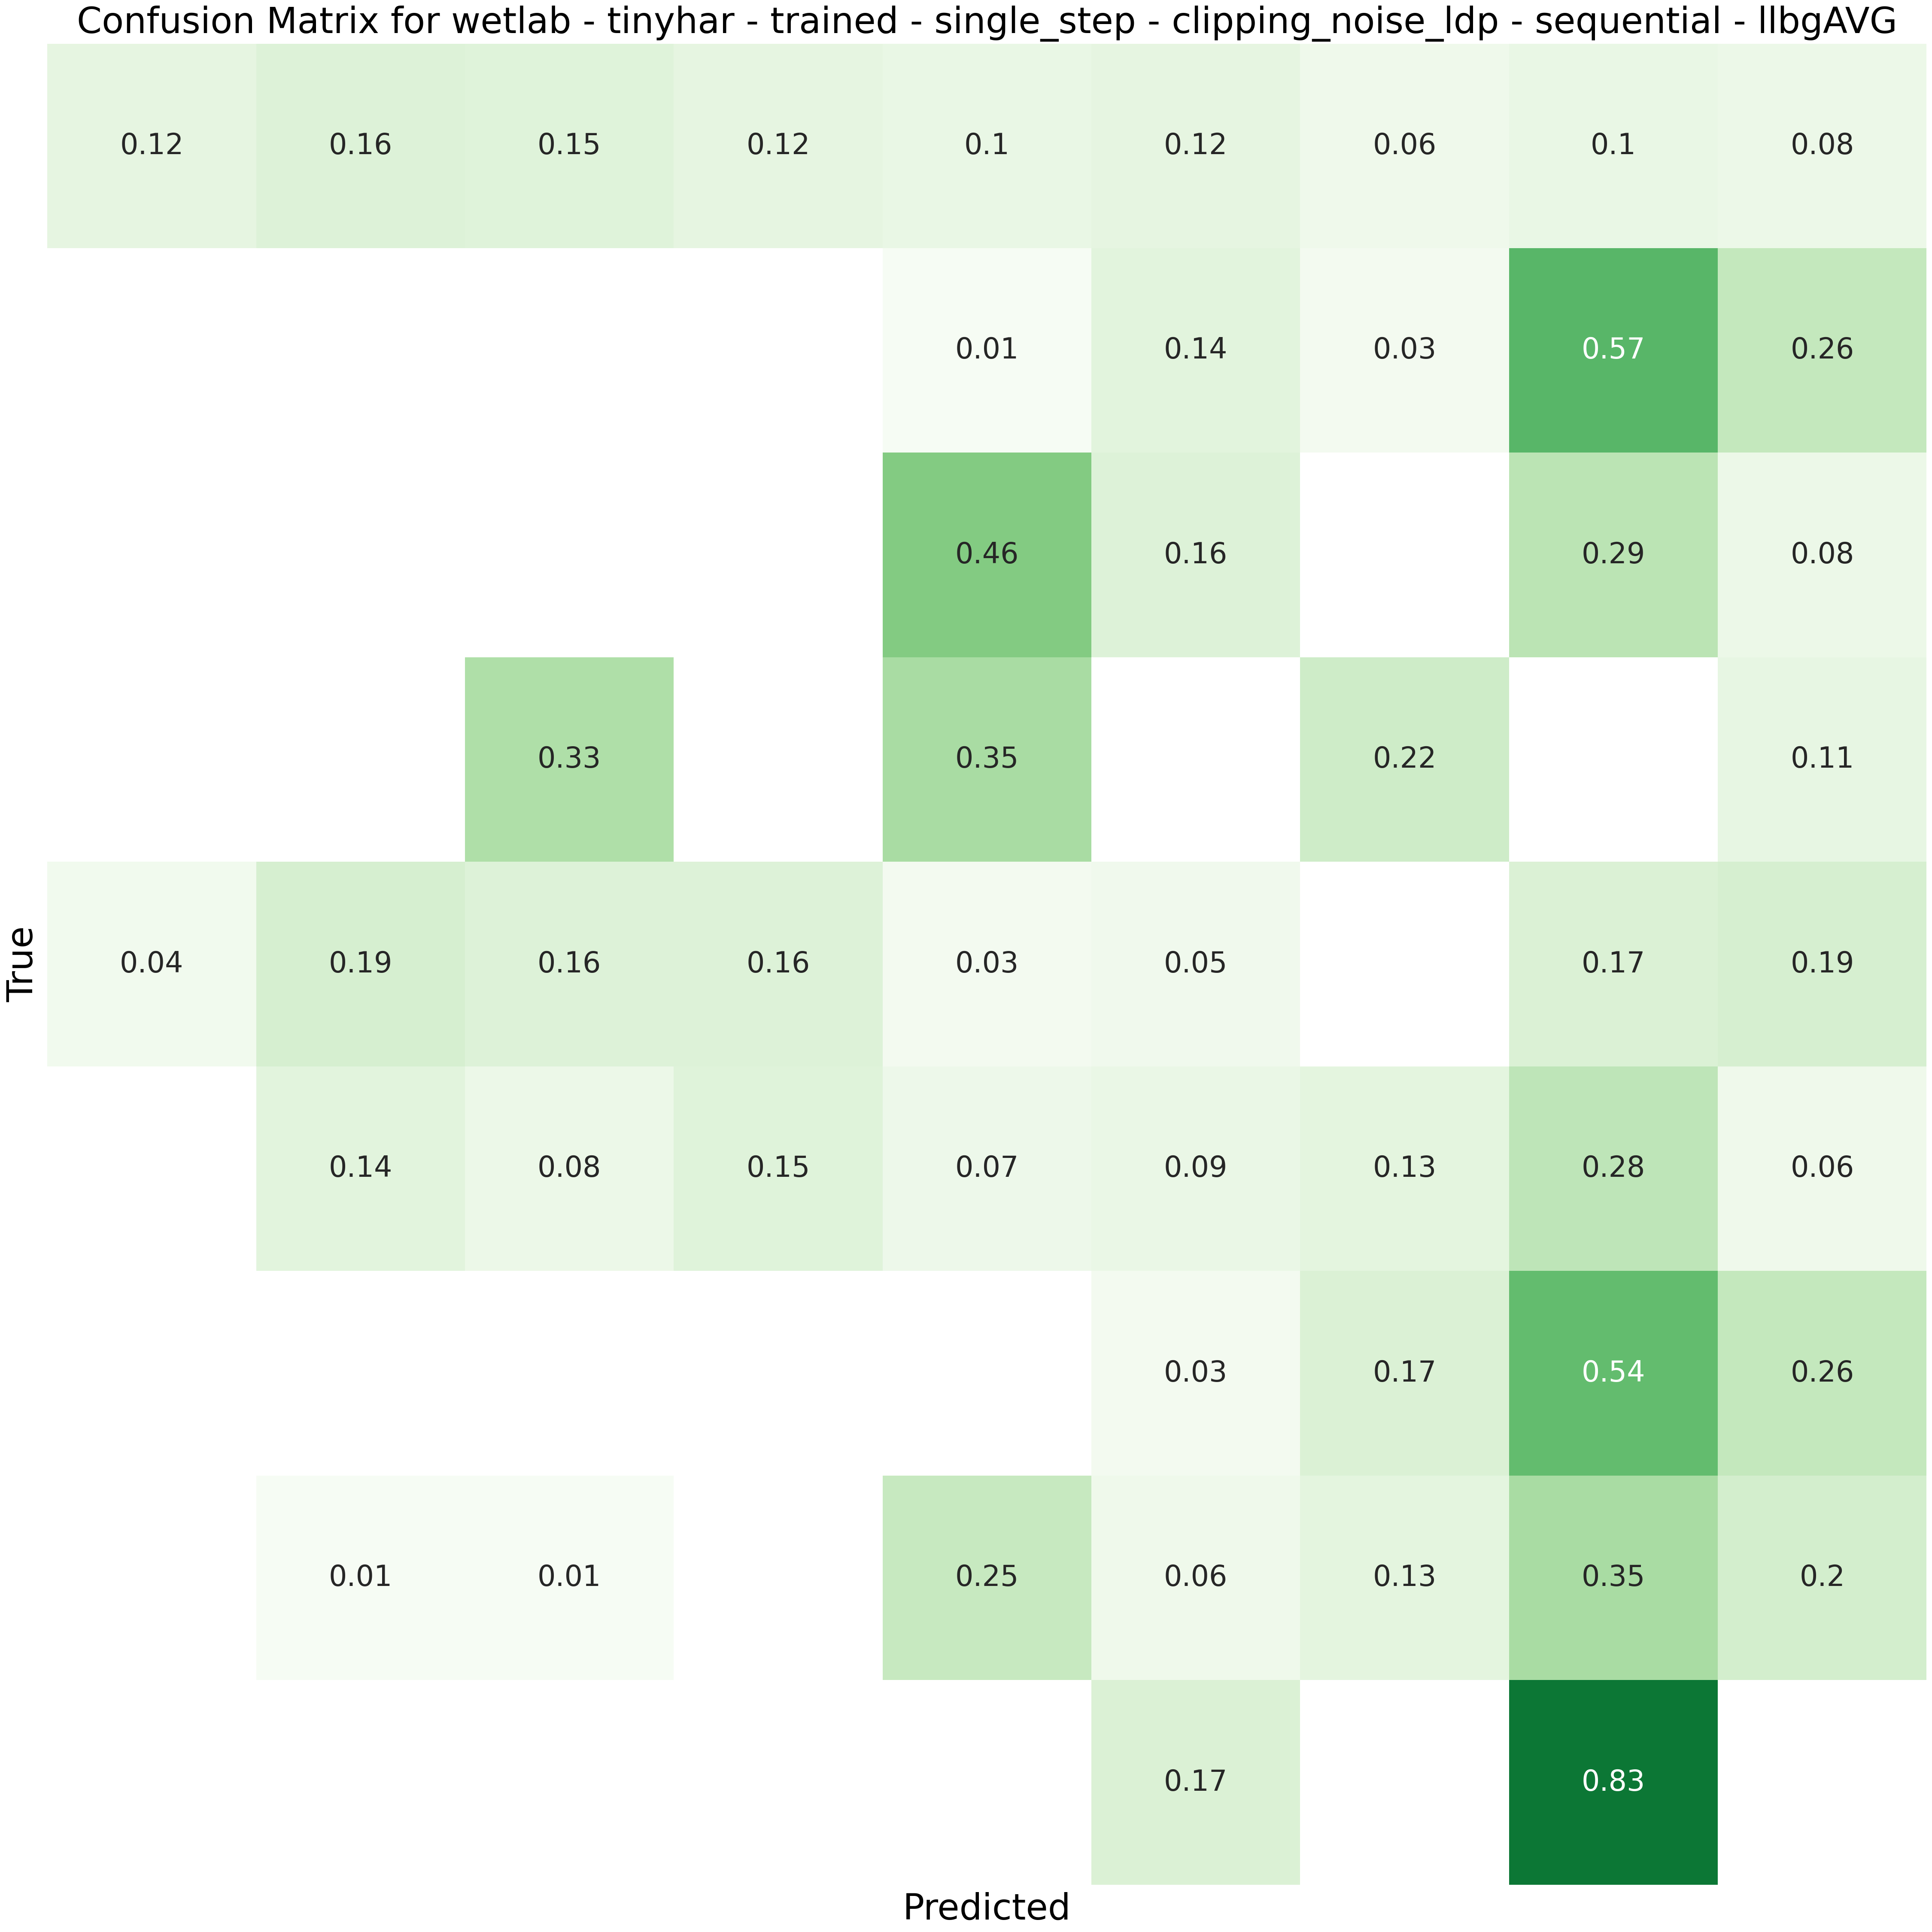 Confusion Matrix for wetlab - tinyhar - trained - single_step - clipping_noise_ldp - sequential - llbgAVG
0.12 0.16 0.15 0.12 0.1 0.12 0.06 0.1 0.08
0.01 0.14 0.03 0.57 0.26
0.46 0.16 0.29 0.08
0.33 0.35 0.22 0.11
True
0.04 0.19 0.16 0.16 0.03 0.05 0.17 0.19
0.14 0.08 0.15 0.07 0.09 0.13 0.28 0.06
0.03 0.17 0.54 0.26
0.01 0.01 0.25 0.06 0.13 0.35 0.2
0.17 0.83
Predicted